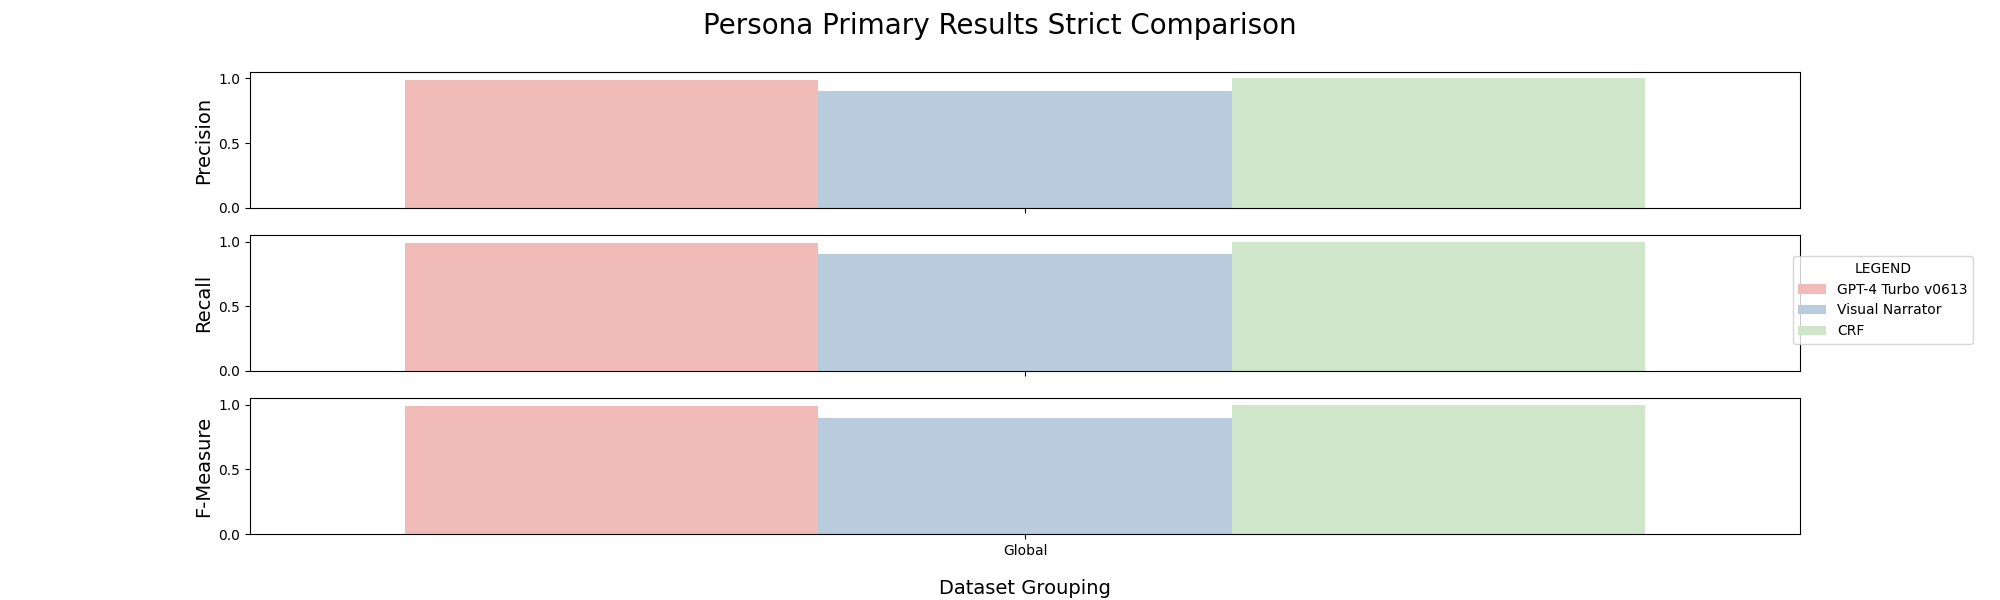 Persona Primary Results Strict Comparison
1.0
0.5
0.0
Precision
1.0
0.5
0.0
Recall
LEGEND
GPT-4 Turbo v0613
Visual Narrator
CRF
1.0
0.5
0.0
F-Measure
Global
Dataset Grouping